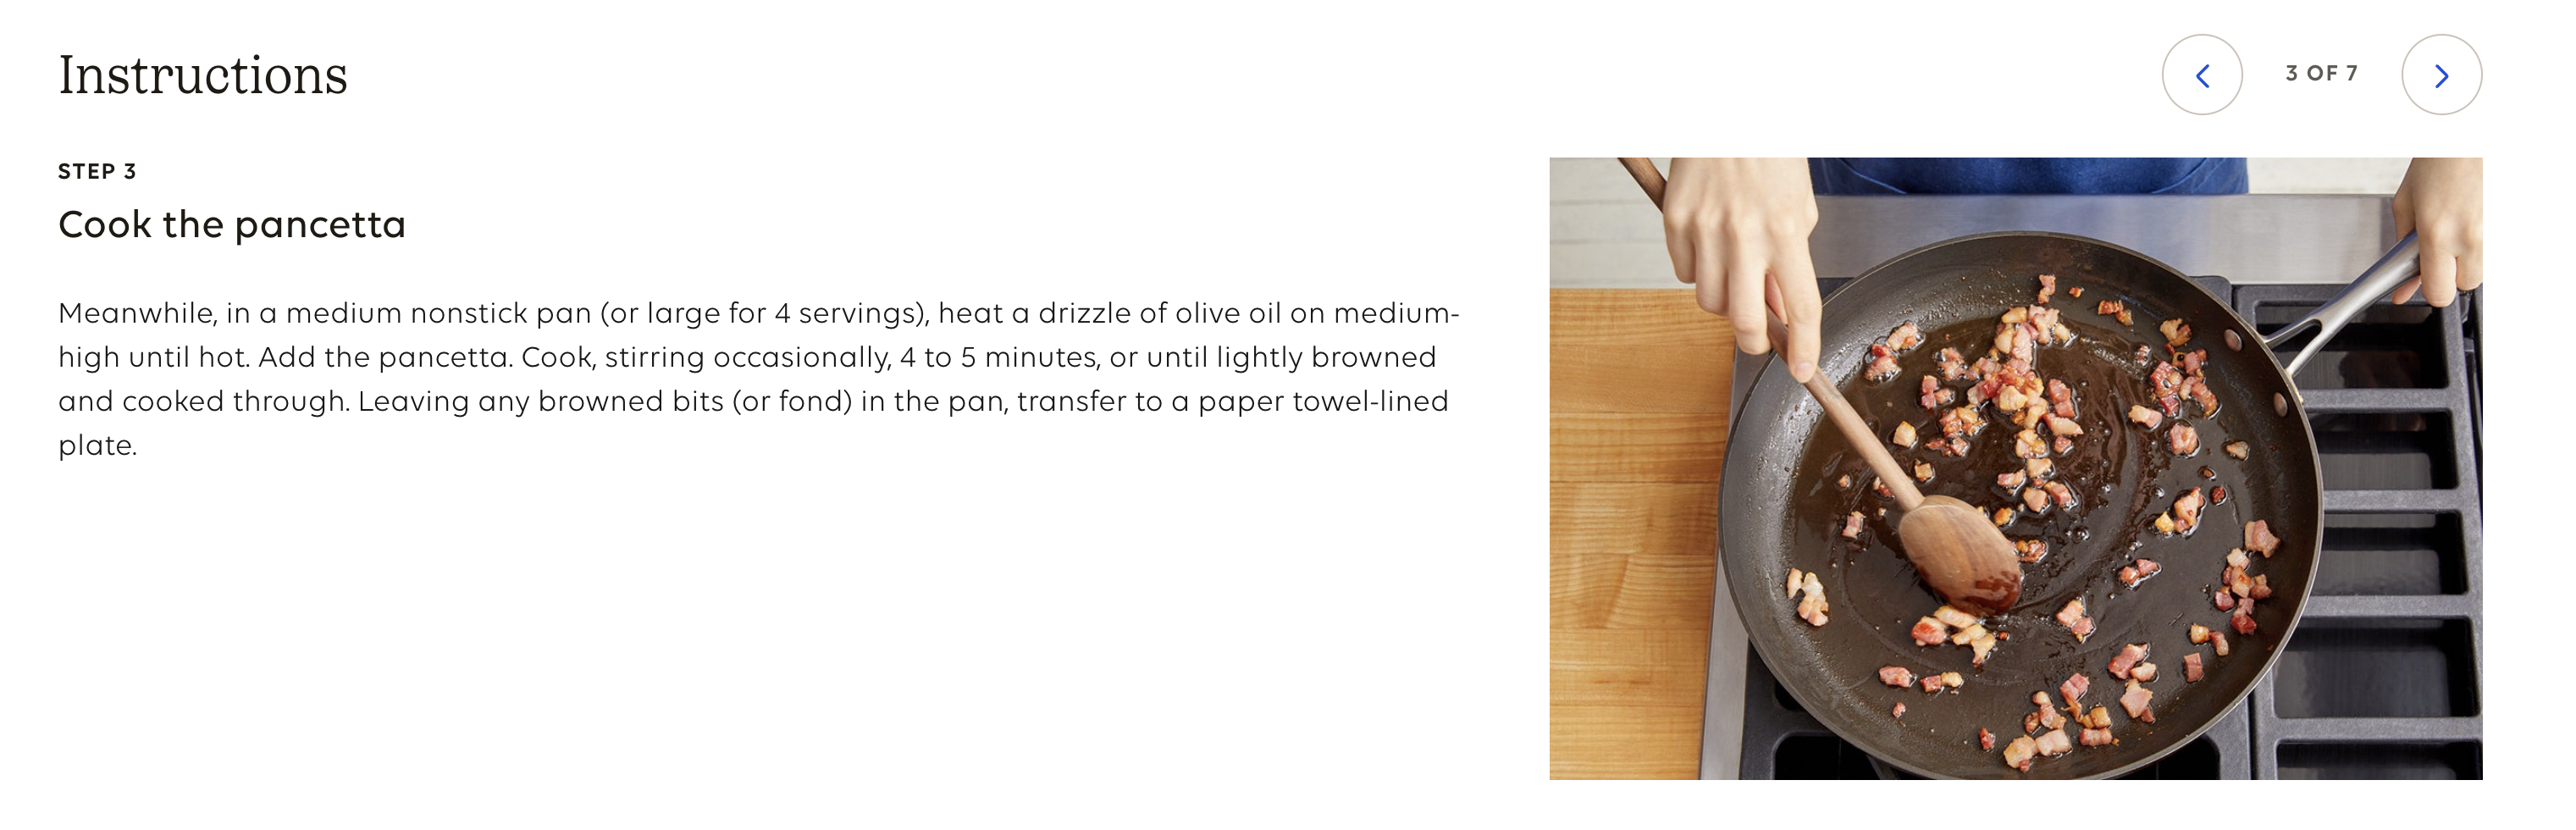 Instructions
3 OF 7
STEP 3
Cook the pancetta
Meanwhile, in a medium nonstick pan (or large for 4 servings), heat a drizzle of olive oil on medium-
high until hot. Add the pancetta. Cook, stirring occasionally, 4 to 5 minutes, or until lightly browned
and cooked through. Leaving any browned bits (or fond) in the pan, transfer to a paper towel-lined
plate.